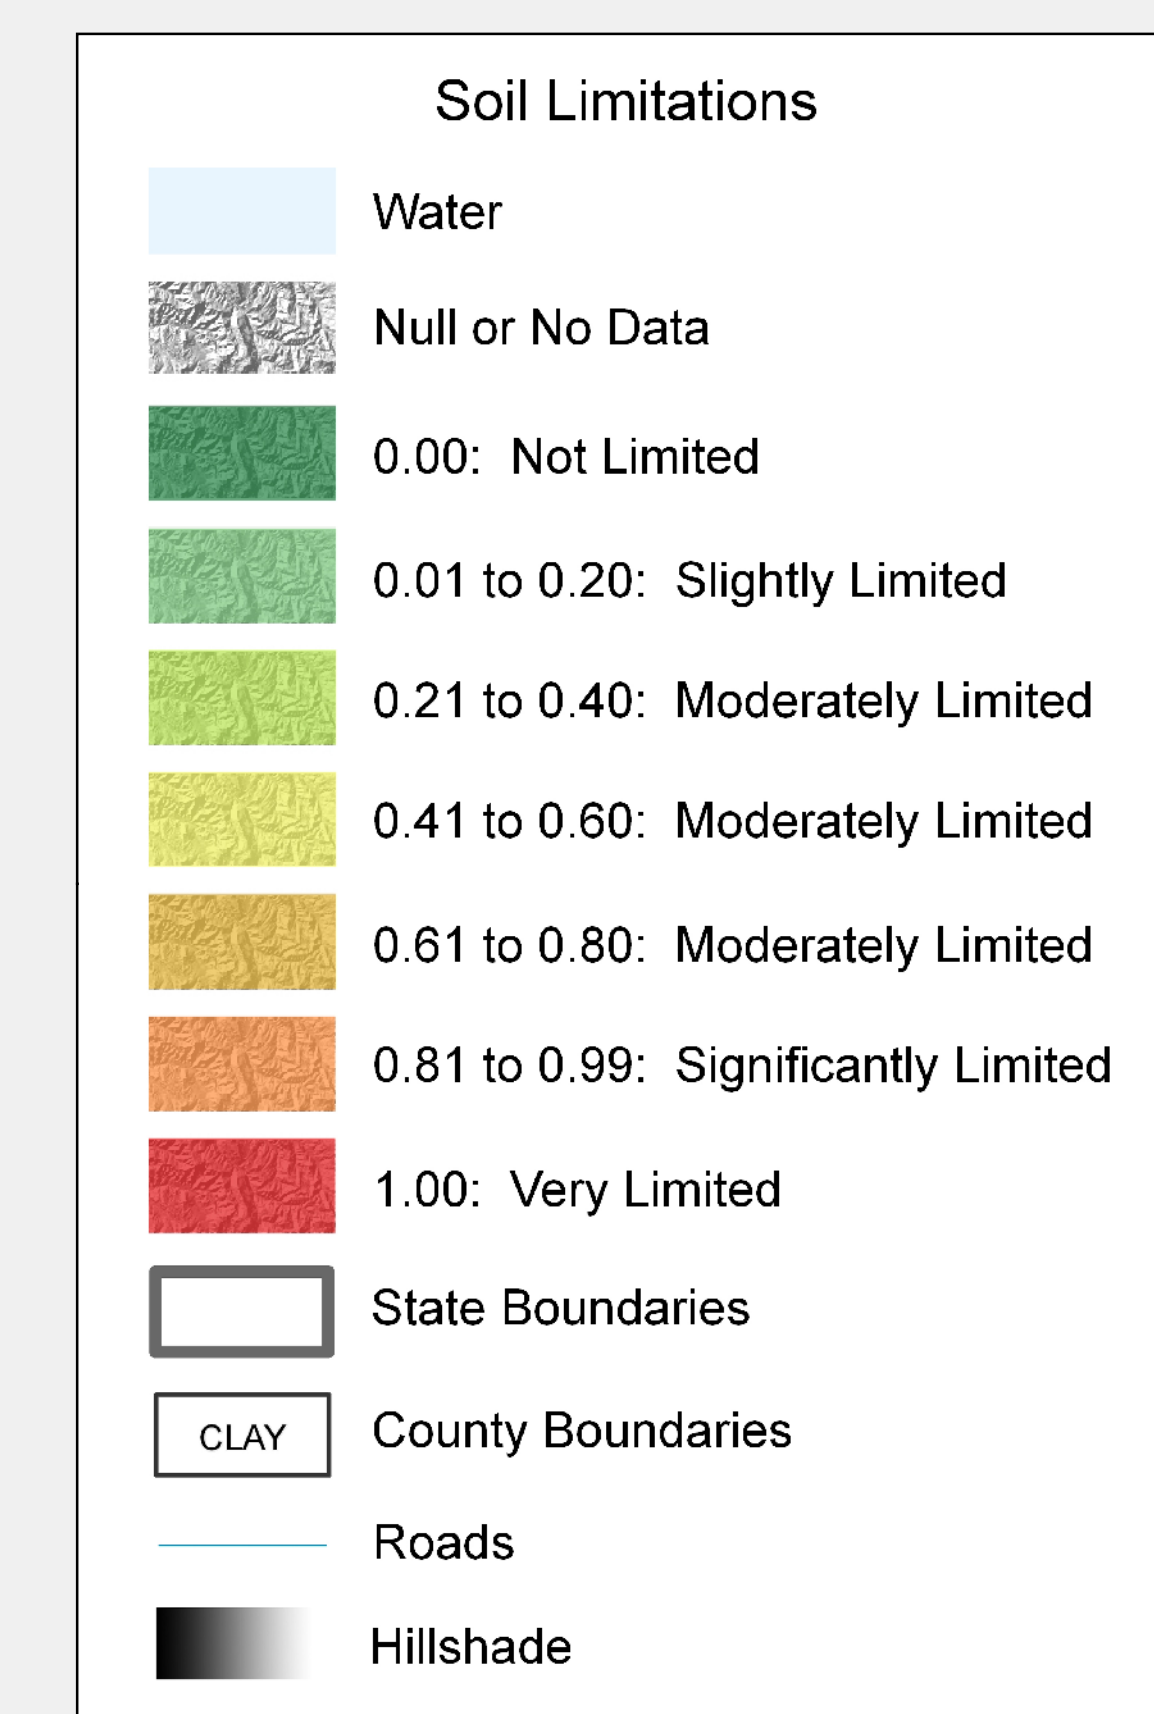 Soil Limitations
Water
Null or No Data
0.00:  Not Limited
0.01 to 0.20:  Slightly Limited
0.21 to 0.40:  Moderately Limited
0.41 to 0.60:  Moderately Limited
0.61 to 0.80:  Moderately Limited
0.81 to 0.99:  Significantly Limited
1.00:  Very Limited
State Boundaries
CLAY County Boundaries
Roads
Hillshade